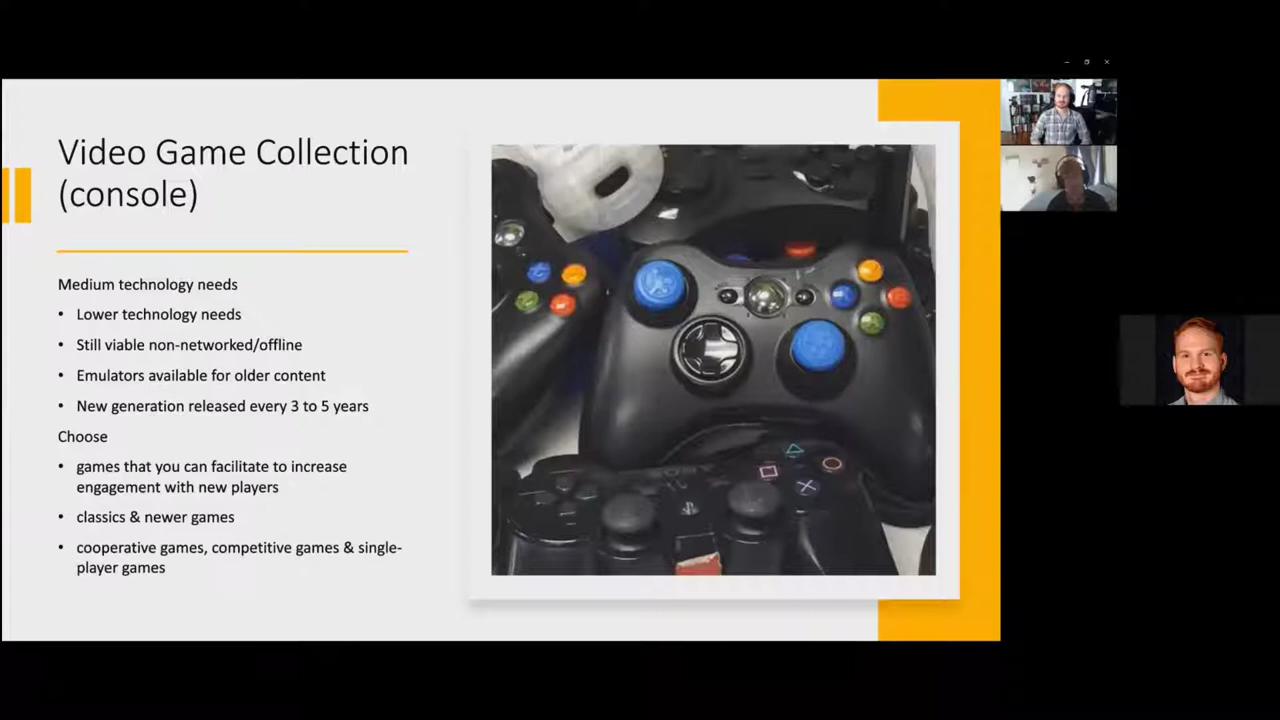 Video Game Collection
(console)
Medium technology needs
• Lower technology needs
• Still viable non-networked/offline
• Emulators available for older content
• New generation released every 3 to 5 years
Choose
• games that you can facilitate to increase
engagement with new players
• classics & newer games
• cooperative games, competitive games & single-
player games